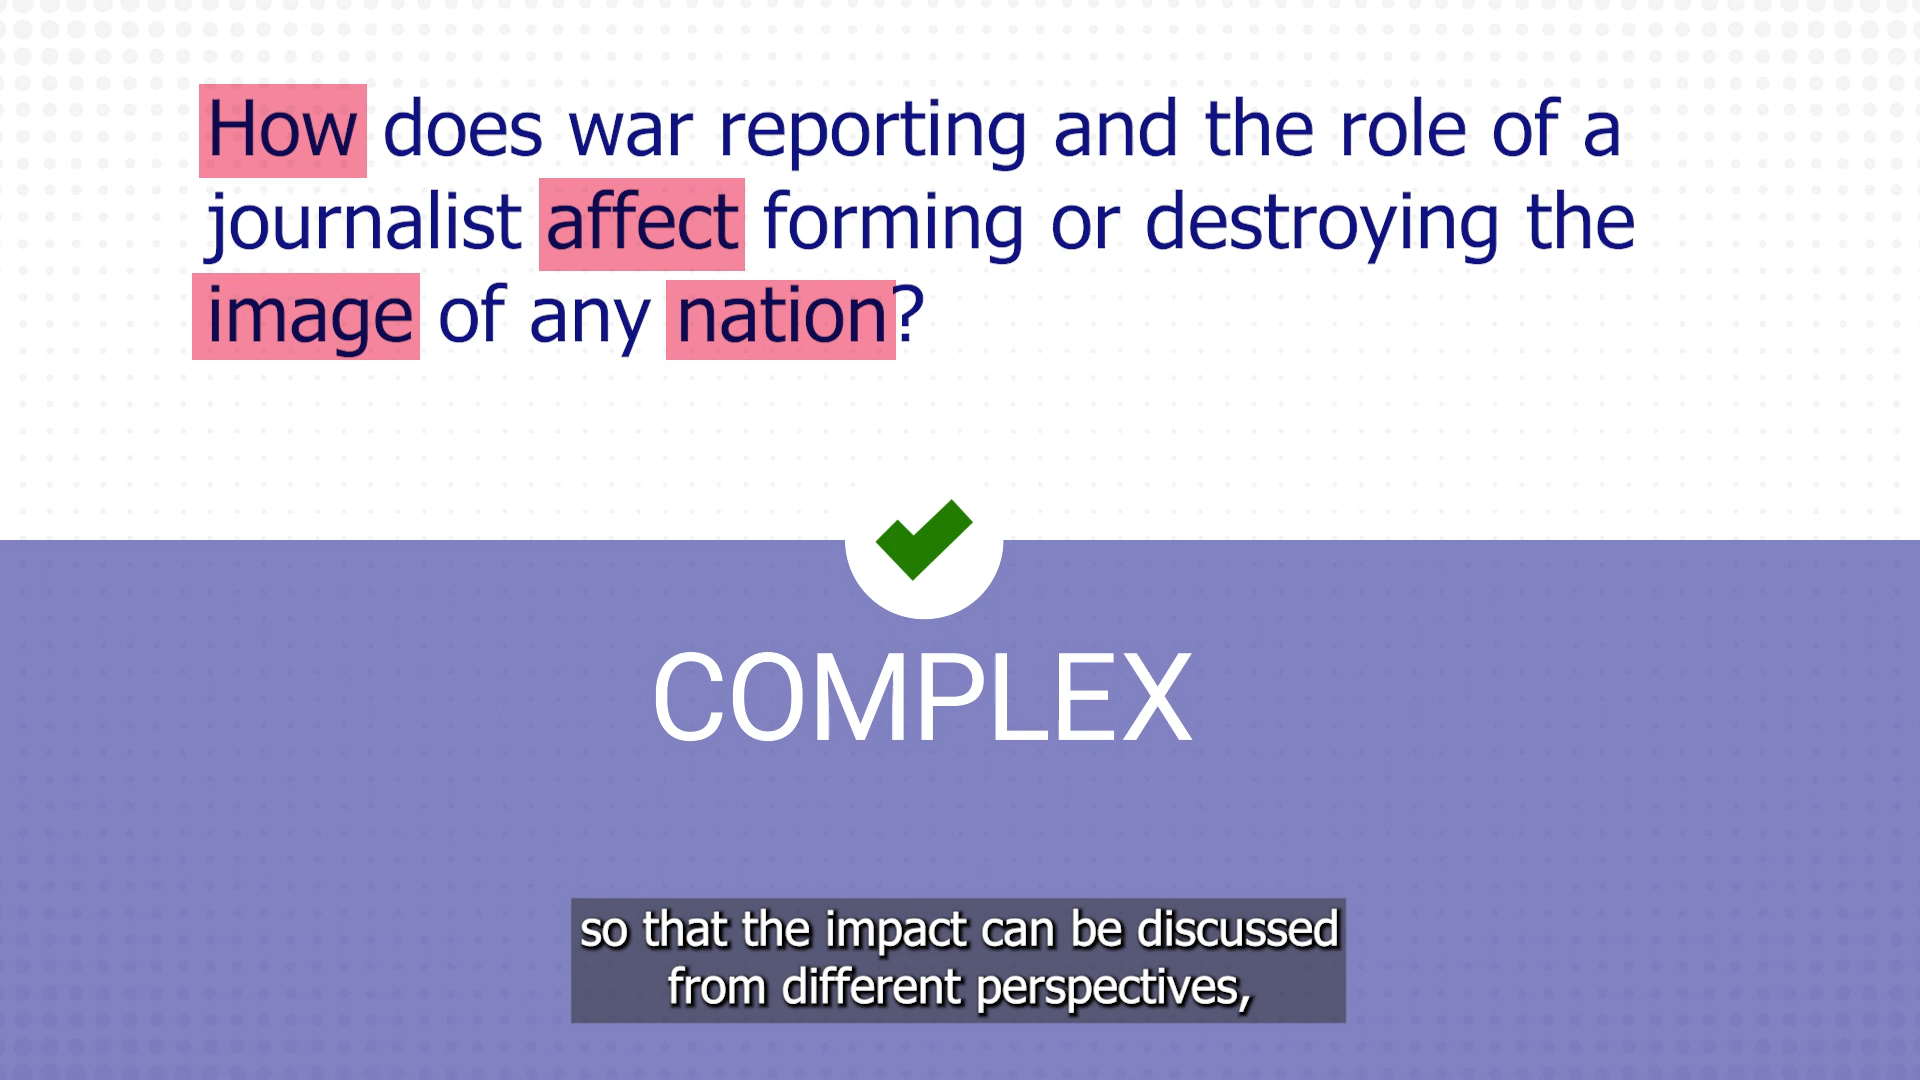 How does war reporting and the role of a
journalist affect forming or destroying the
image of any nation?
COMPLEX
so that the impact can be discussed
from different perspectives,